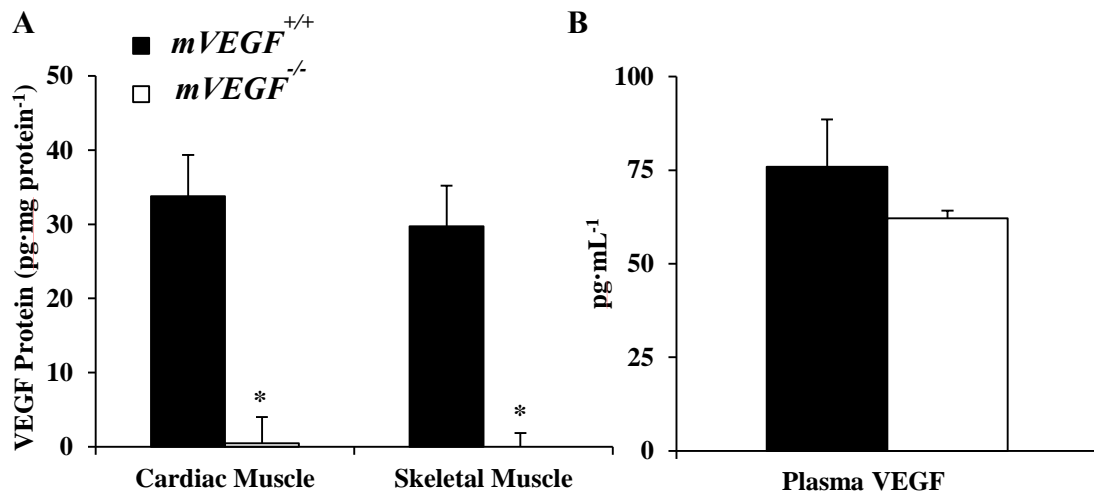 A
mVEGF+/+
mVEGF-/-
VEGF Protein (pg·mg protein-1)
50
40
30
20
10
0
*
*
Cardiac Muscle
Skeletal Muscle
B
pg·mL-1
100
75
50
25
0
Plasma VEGF